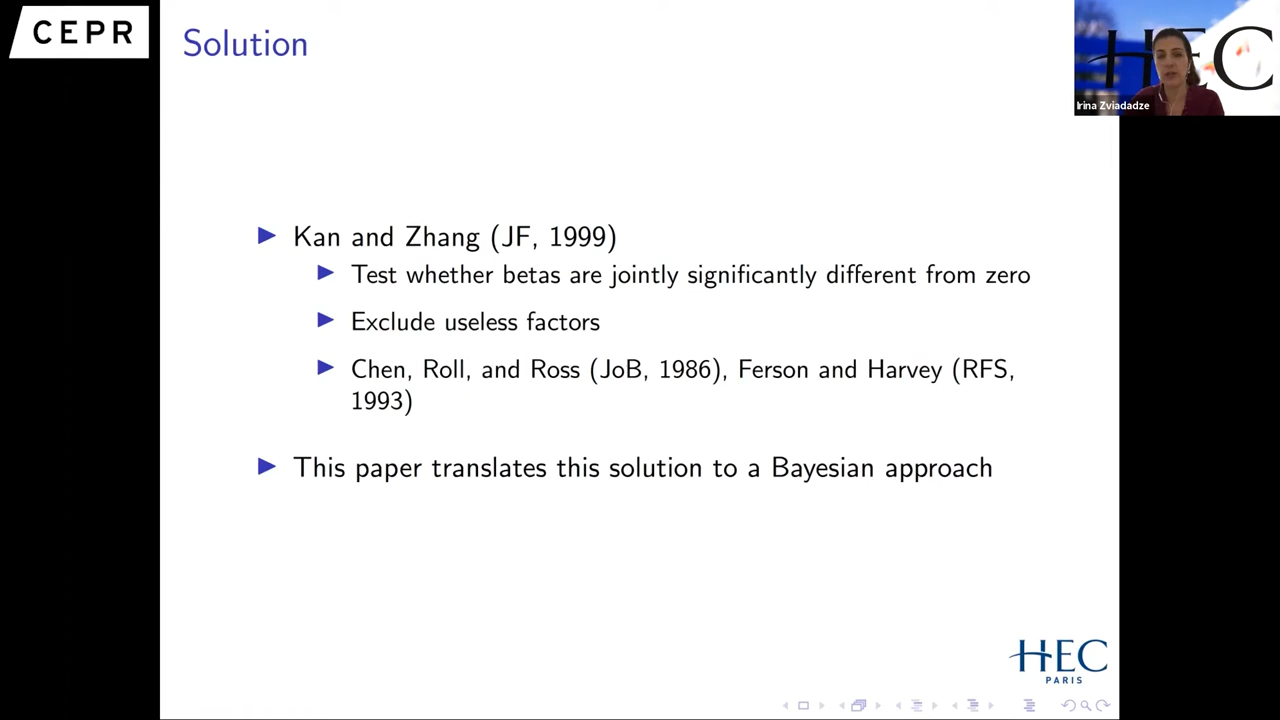 CEPR
Solution
HEC
Irina Zviadadze
Kan and Zhang (JF, 1999)
Test whether betas are jointly significantly different from zero
Exclude useless factors
Chen, Roll, and Ross (JoB, 1986), Ferson and Harvey (RFS,
1993)
This paper translates this solution to a Bayesian approach
HEC
PARIS